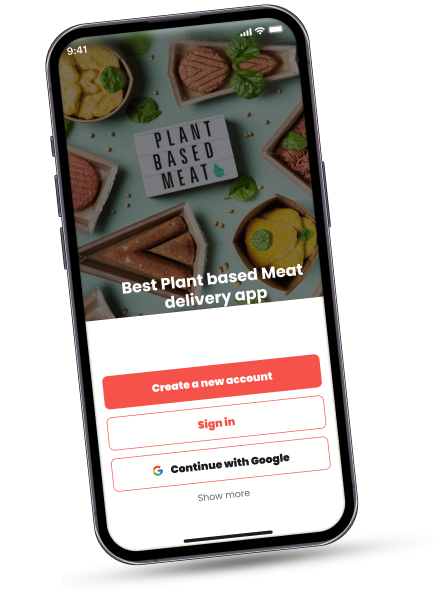 9:41
PLANT
BASED
MEAT
Best Plant based Meat
delivery app
Create a new account
Sign in
Continue with Google
Show more